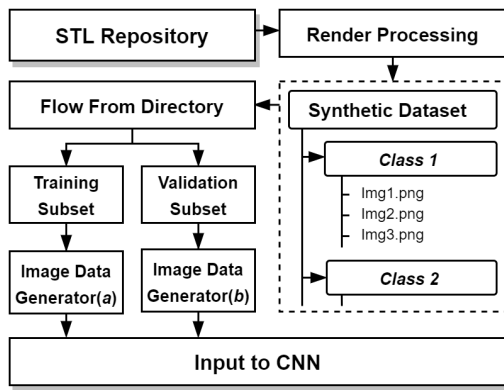 STL Repository
Render Processing
Flow From Directory
Synthetic Dataset
Class 1
Img1.png
Img2.png
Img3.png
Class 2
Training
Subset
Validation
Subset
Image Data
Generator(a)
Image Data
Generator(b)
Input to CNN